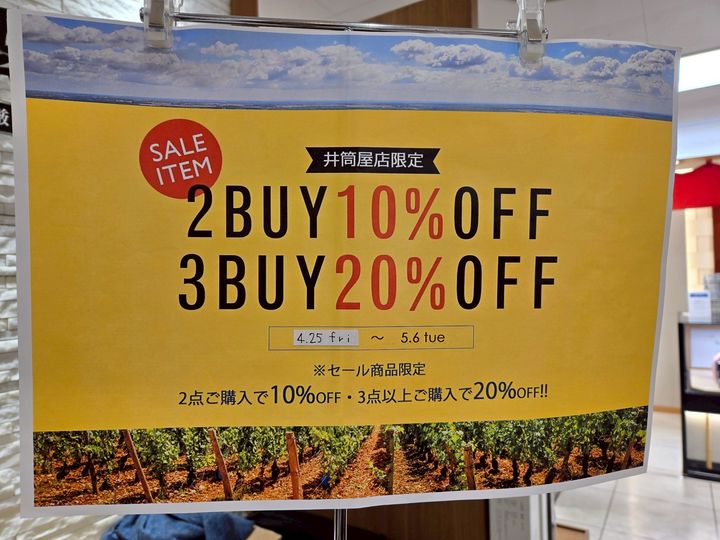 SALE
ITEM
井筒屋店限定
2BUY10%OFF
3BUY20%OFF
4.25 fri ～ 5.6 tue
※セール商品限定
2点ご購入で10%OFF・3点以上ご購入で20%OFF!!